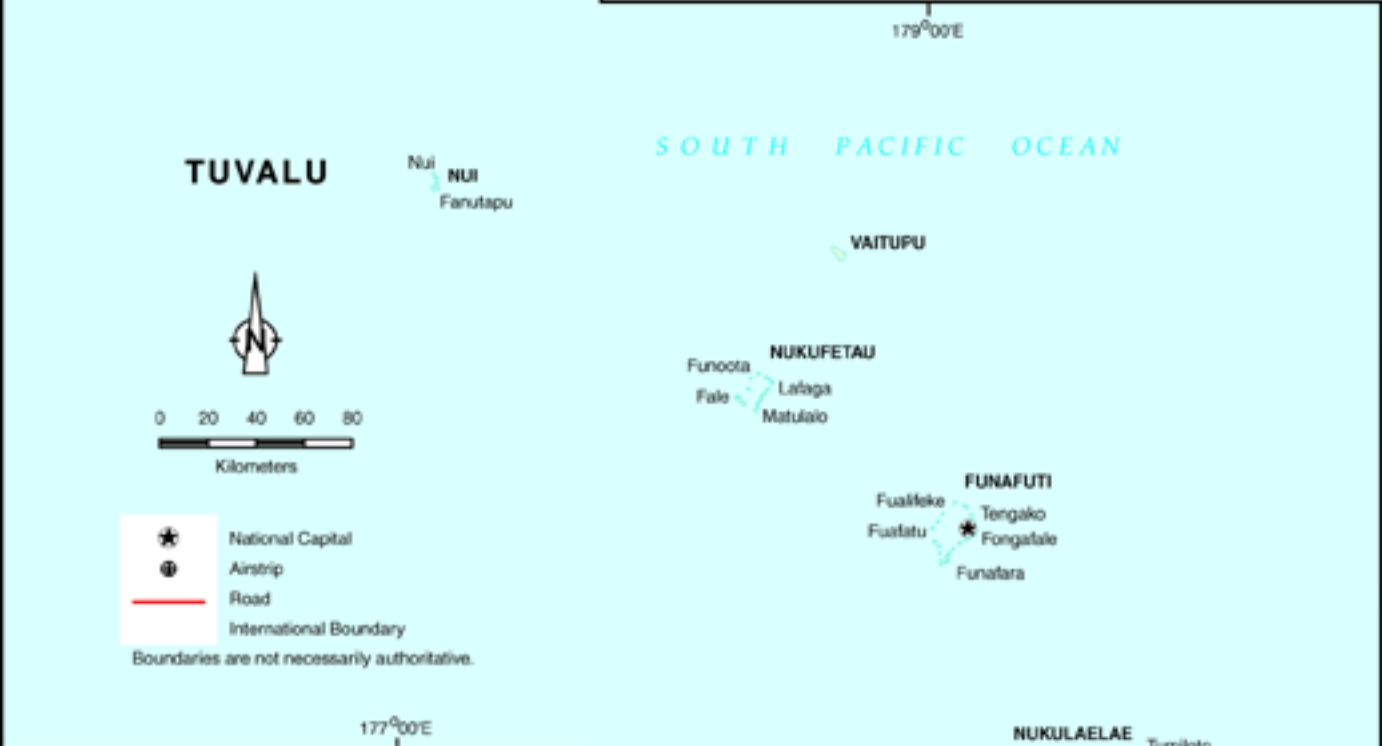 179°00'E
SOUTH PACIFIC OCEAN
TUVALU
Nui
NUI
Fanutapu
VAITUPU
N
NUKUFETAU
Funoota
Lafaga
Fale
Matulaio
0 20 40 60 80
Kilometers
FUNAFUTI
Fualifeke
Tengako
Fuafatu
Fongafale
Funafara
National Capital
Airstrip
Road
International Boundary
Boundaries are not necessarily authoritative.
177°00'E
NUKULAELAE